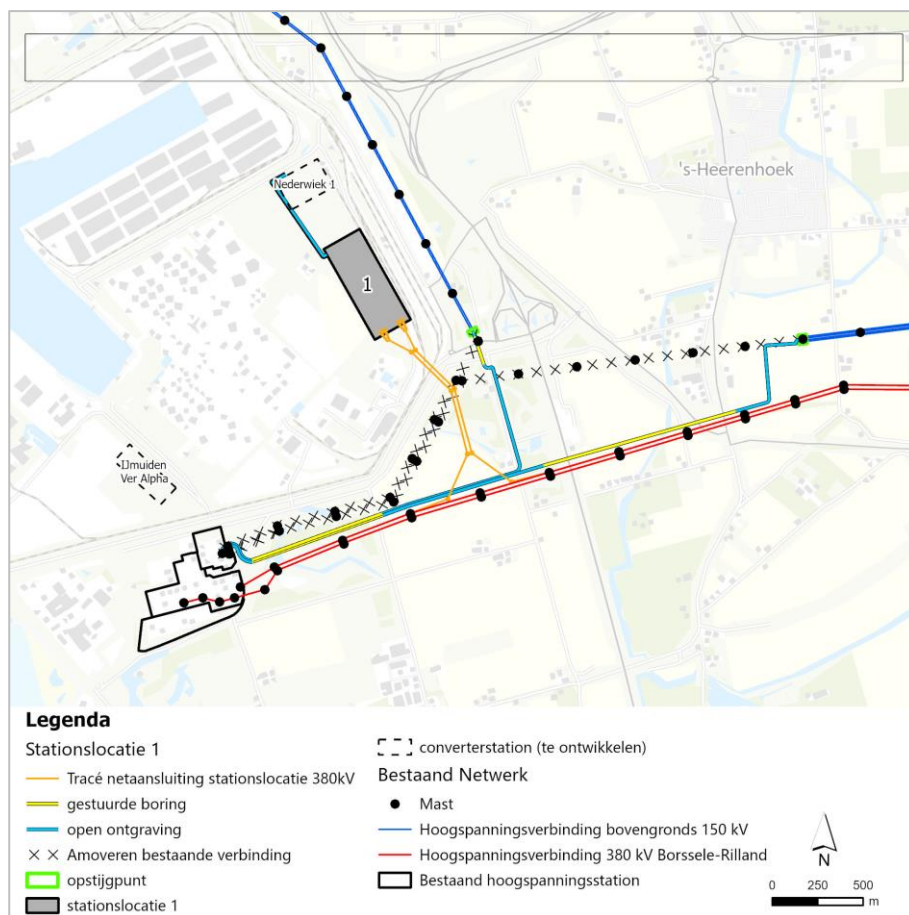 's-Heerenhoek
Nederwiek 1
1
IJmuiden
Ver Alpha
Legenda
Stationslocatie 1
Tracé netaansluiting stationslocatie 380kV
gestuurde boring
open ontgraving
Amoveren bestaande verbinding
opstijgpunt
stationslocatie 1
converterstation (te ontwikkelen)
Bestaand Netwerk
Mast
Hoogspanningsverbinding bovengronds 150 kV
Hoogspanningsverbinding 380 kV Borssele-Rilland
Bestaand hoogspanningsstation
N
0 250 500
m